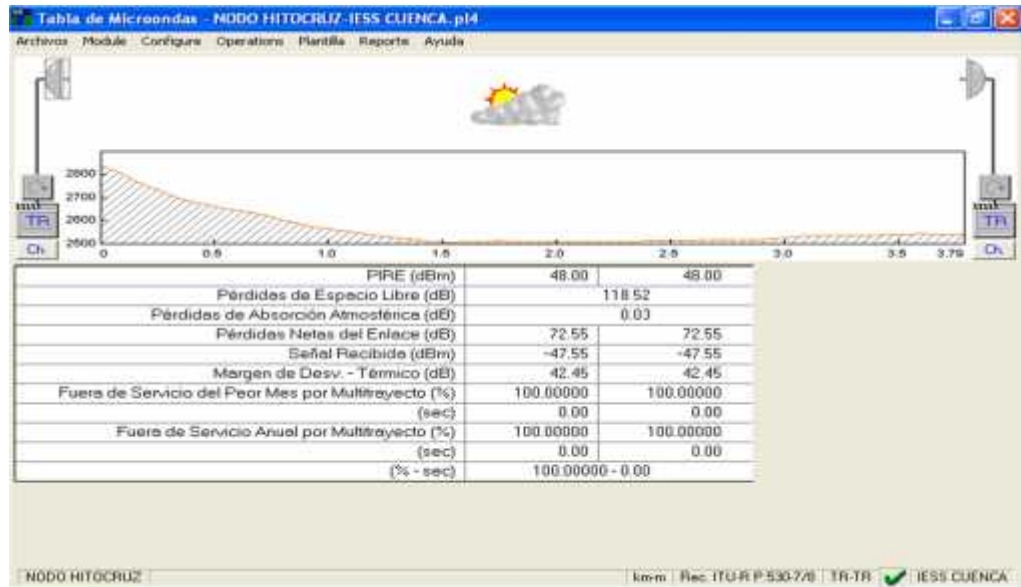 Tabla de Microondas - NODO HITOCRUZ-IESS CUENCA.pl4
Archivos Module Configure Operations Plantilla Reporte Ayuda
2800
2700
2600
2500
0 0.5 1.0 1.5 2.0 2.5 3.0 3.5 3.79
TR
TR
Ch
Ch
PIRE (dBm) 48.00 48.00
Pérdidas de Espacio Libre (dB) 118.52
Pérdidas de Absorción Atmosférica (dB) 0.03
Pérdidas Netas del Enlace (dB) 72.55 72.55
Señal Recibida (dBm) -47.55 -47.55
Margen de Desv. - Térmico (dB) 42.45 42.45
Fuera de Servicio del Peor Mes por Multitrayecto (%) 100.00000 100.00000
(sec) 0.00 0.00
Fuera de Servicio Anual por Multitrayecto (%) 100.00000 100.00000
(sec) 0.00 0.00
(% - sec) 100.00000 - 0.00
NODO HITOCRUZ km-m Rec. ITU-R P.530-7/8 TR-TR IESS CUENCA